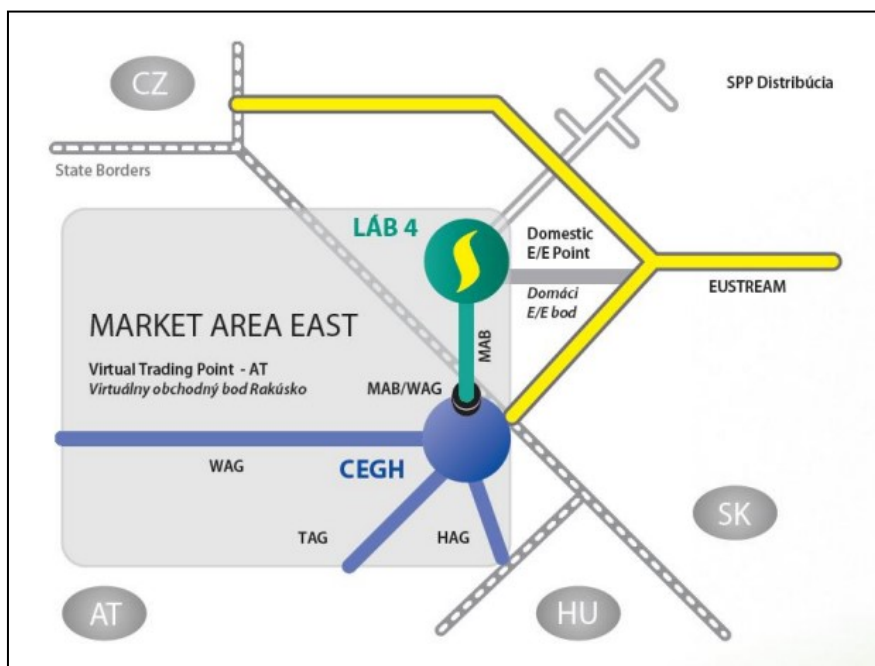 CZ
SPP Distribúcia
State Borders
LÁB 4
Domestic
E/E Point
Domáci
E/E bod
EUSTREAM
MARKET AREA EAST
Virtual Trading Point - AT
Virtuálny obchodný bod Rakúsko
MAB
MAB/WAG
WAG
CEGH
TAG
HAG
SK
AT
HU